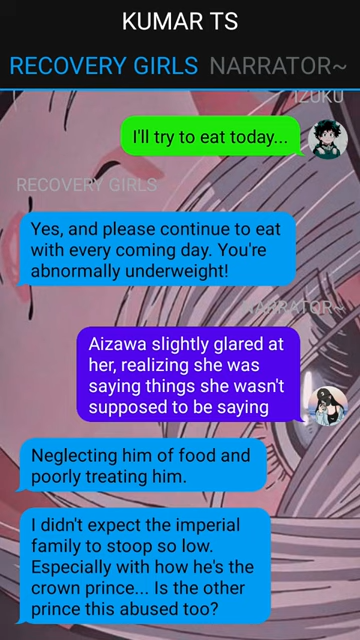 KUMAR TS
RECOVERY GIRLS NARRATOR~
IZUKU
I'll try to eat today...
RECOVERY GIRLS
Yes, and please continue to eat
with every coming day. You're
abnormally underweight!
NARRATOR~
Aizawa slightly glared at
her, realizing she was
saying things she wasn't
supposed to be saying
Neglecting him of food and
poorly treating him.
I didn't expect the imperial
family to stoop so low.
Especially with how he's the
crown prince... Is the other
prince this abused too?